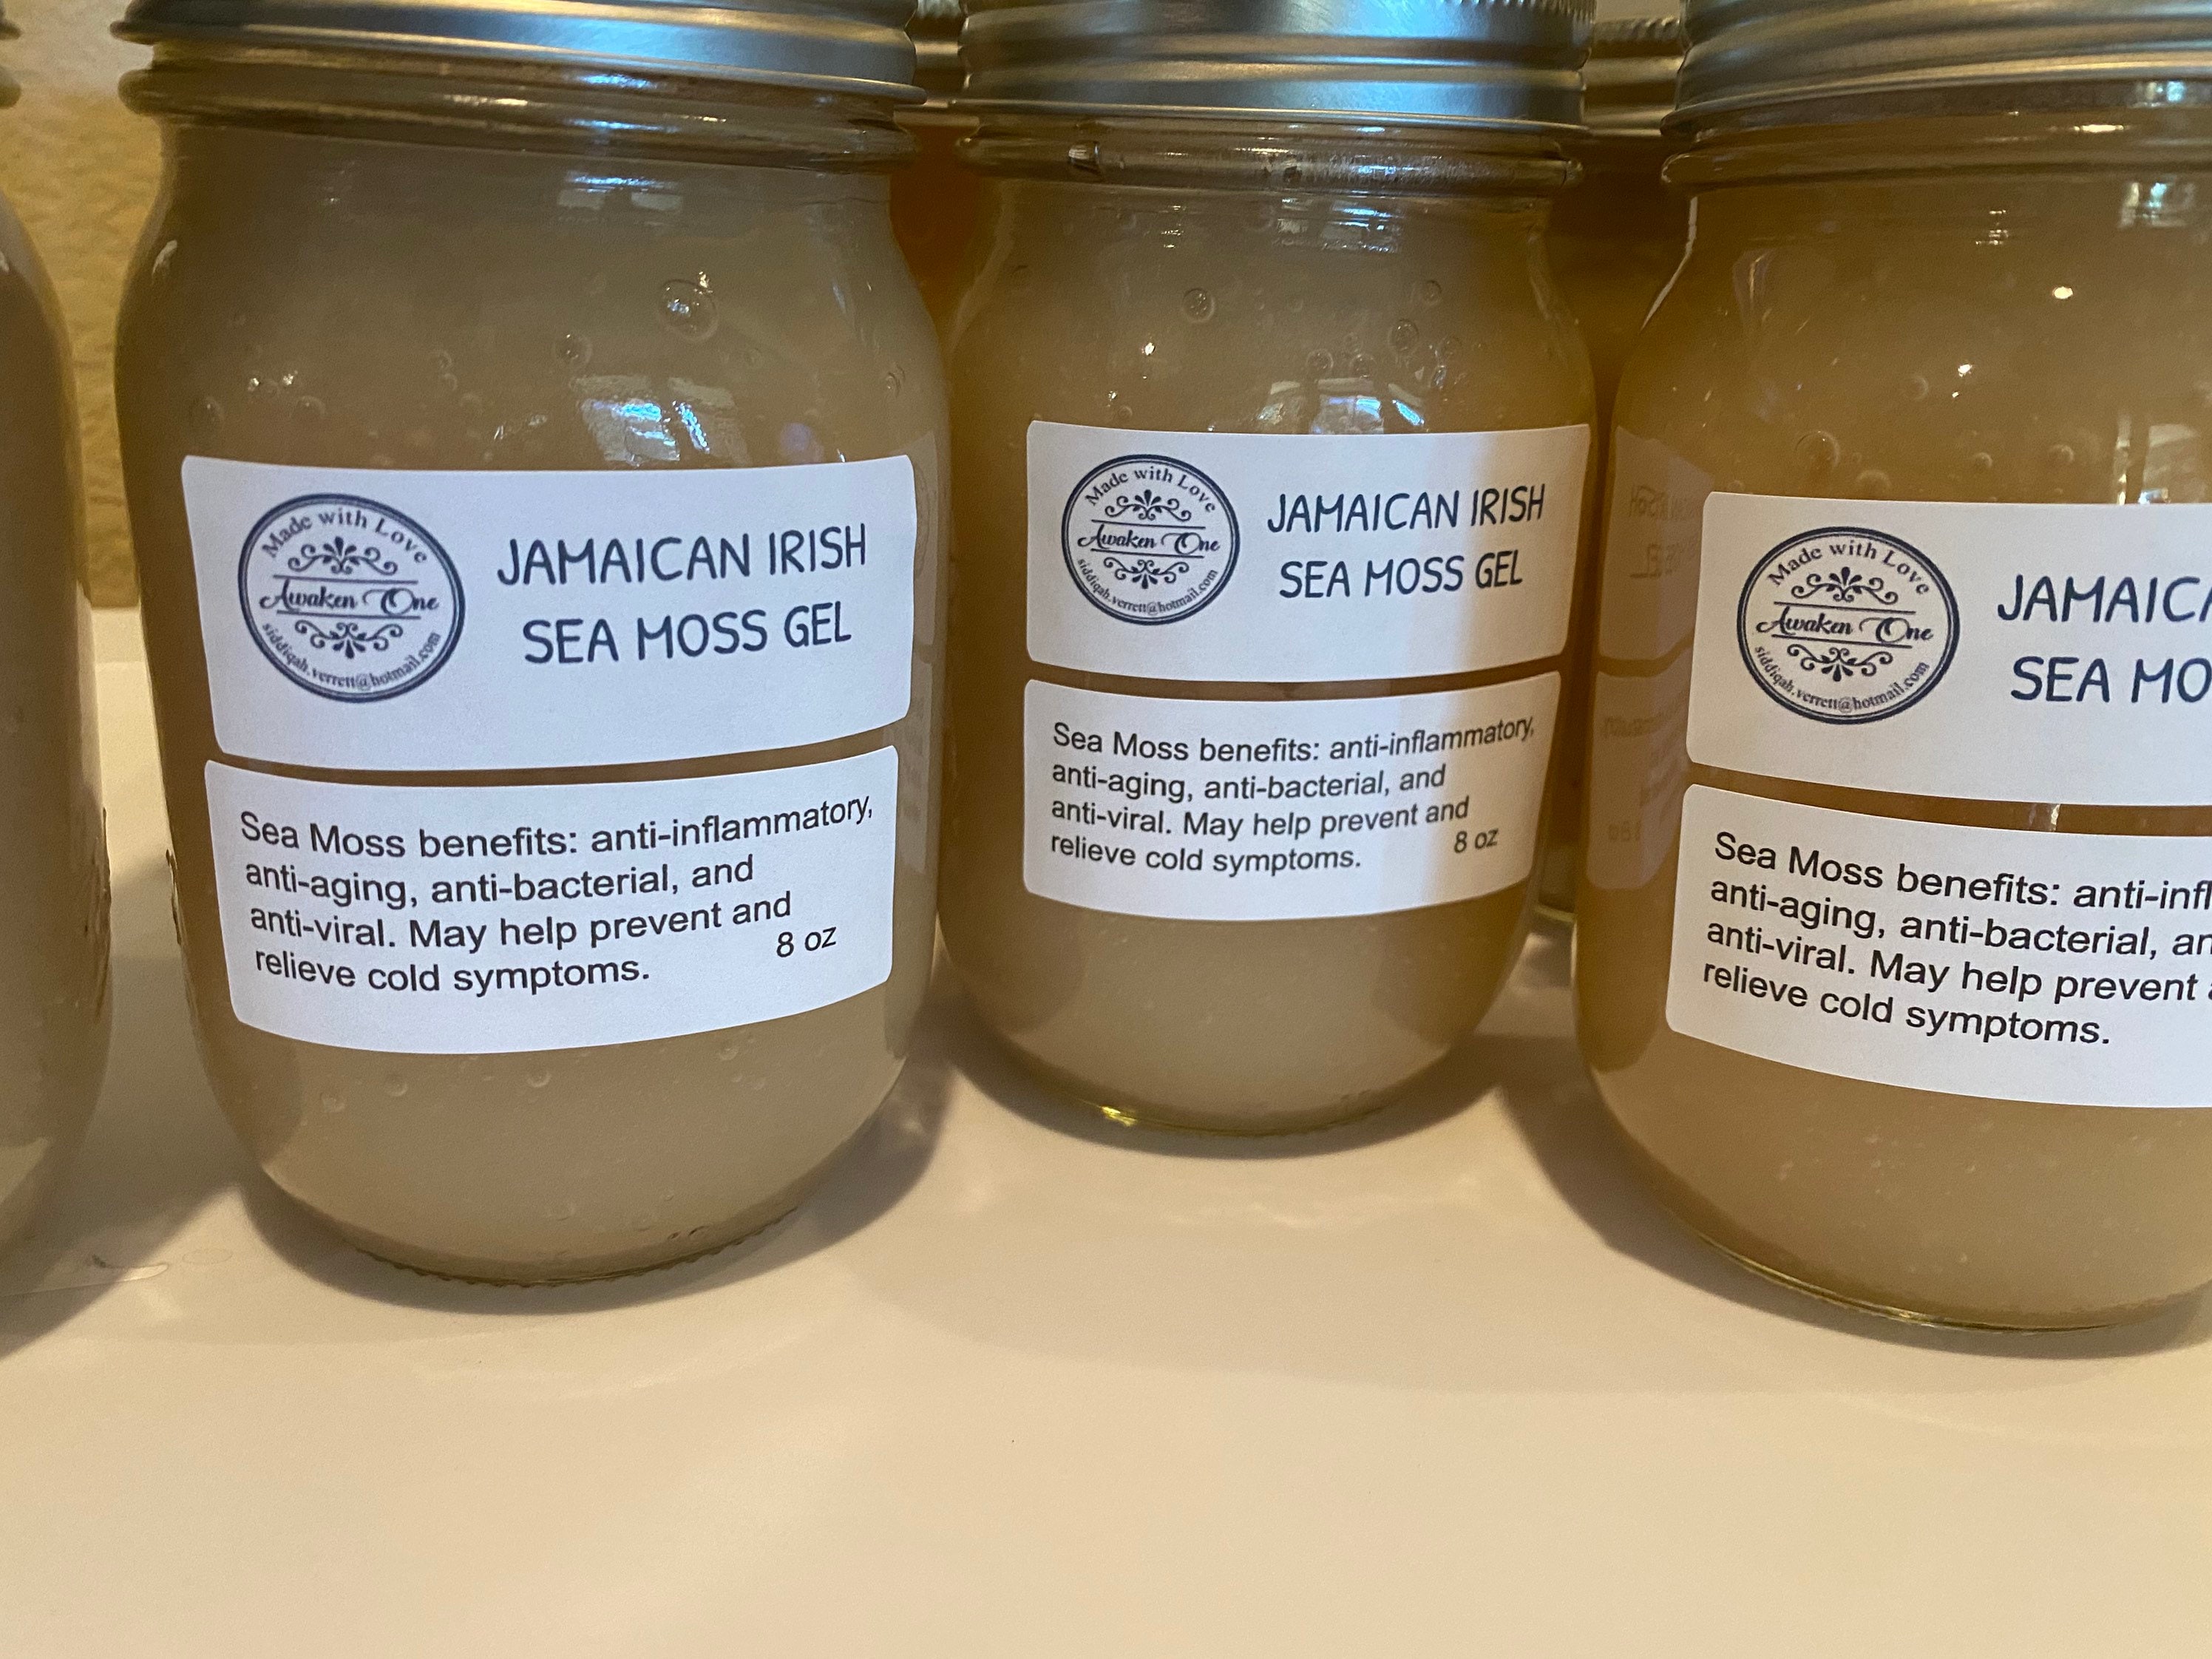 Made with Love
Awaken One
siddiqah.verrett@hotmail.com
JAMAICAN IRISH
SEA MOSS GEL
Sea Moss benefits: anti-inflammatory,
anti-aging, anti-bacterial, and
anti-viral. May help prevent and
relieve cold symptoms.
8 oz
Made with Love
Awaken One
siddiqah.verrett@hotmail.com
JAMAICAN IRISH
SEA MOSS GEL
Sea Moss benefits: anti-inflammatory,
anti-aging, anti-bacterial, and
anti-viral. May help prevent and
relieve cold symptoms.
8 oz
Made with Love
Awaken One
siddiqah.verrett@hotmail.com
JAMAICA
SEA MO
Sea Moss benefits: anti-infl
anti-aging, anti-bacterial, an
anti-viral. May help prevent
relieve cold symptoms.